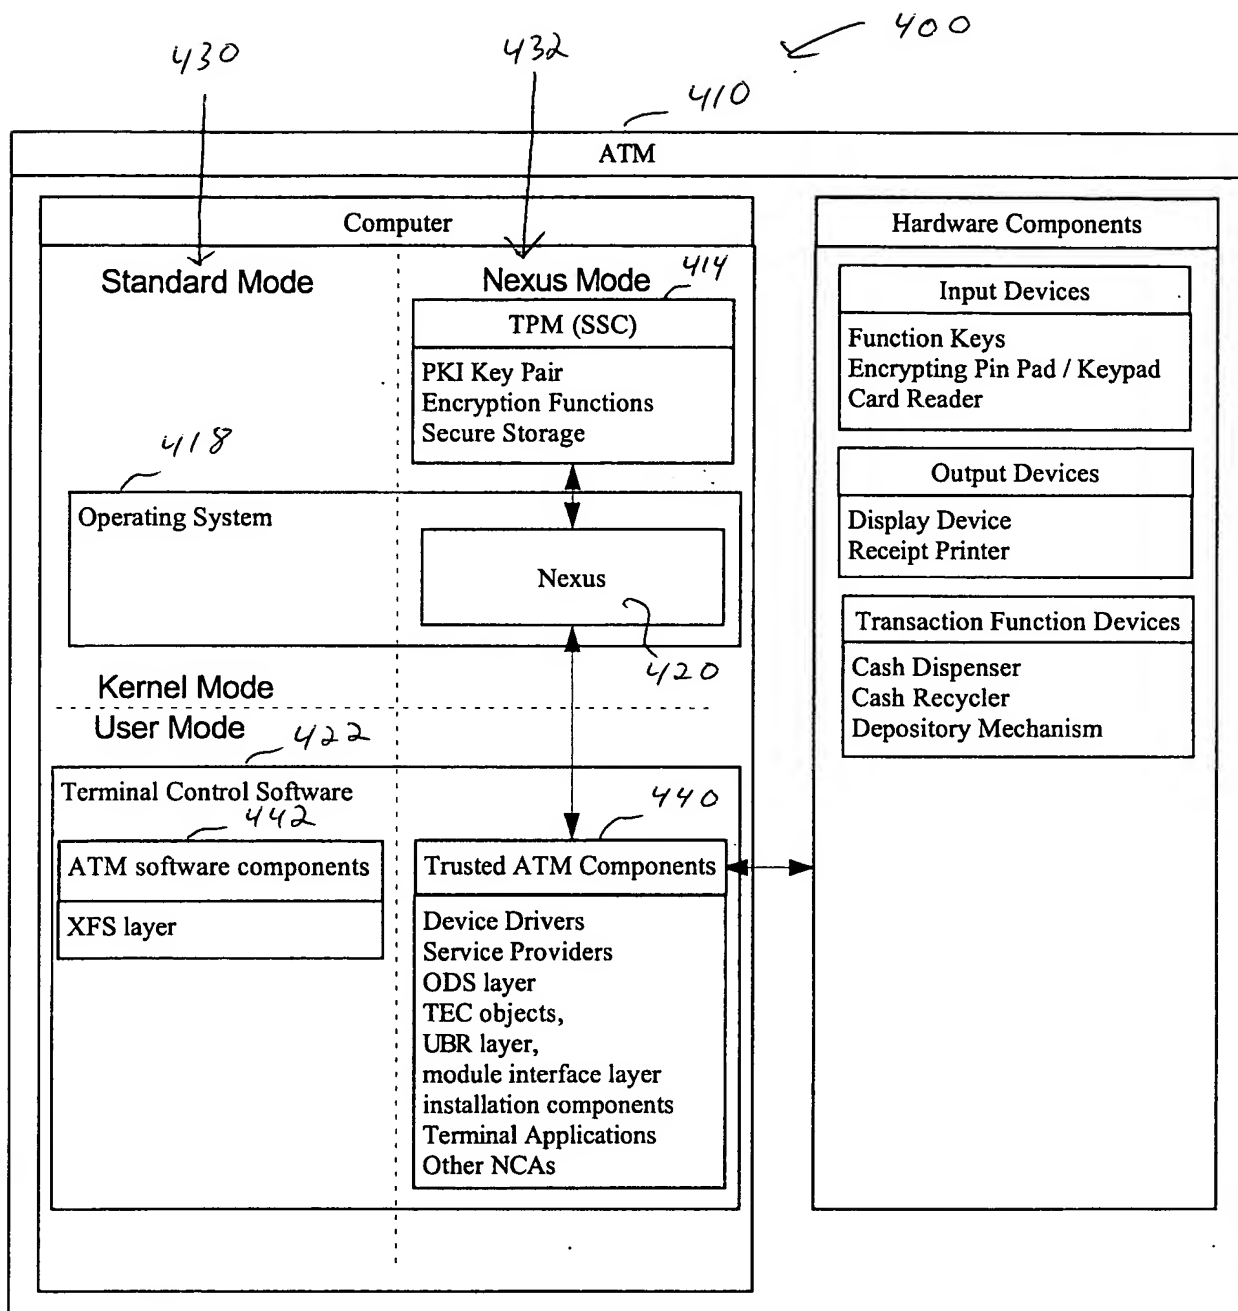 400
430
432
410
ATM
Computer
Standard Mode
Nexus Mode
414
TPM (SSC)
PKI Key Pair
Encryption Functions
Secure Storage
418
Operating System
Nexus
420
Kernel Mode
User Mode
422
Terminal Control Software
442
ATM software components
XFS layer
440
Trusted ATM Components
Device Drivers
Service Providers
ODS layer
TEC objects,
UBR layer,
module interface layer
installation components
Terminal Applications
Other NCAs
Hardware Components
Input Devices
Function Keys
Encrypting Pin Pad / Keypad
Card Reader
Output Devices
Display Device
Receipt Printer
Transaction Function Devices
Cash Dispenser
Cash Recycler
Depository Mechanism